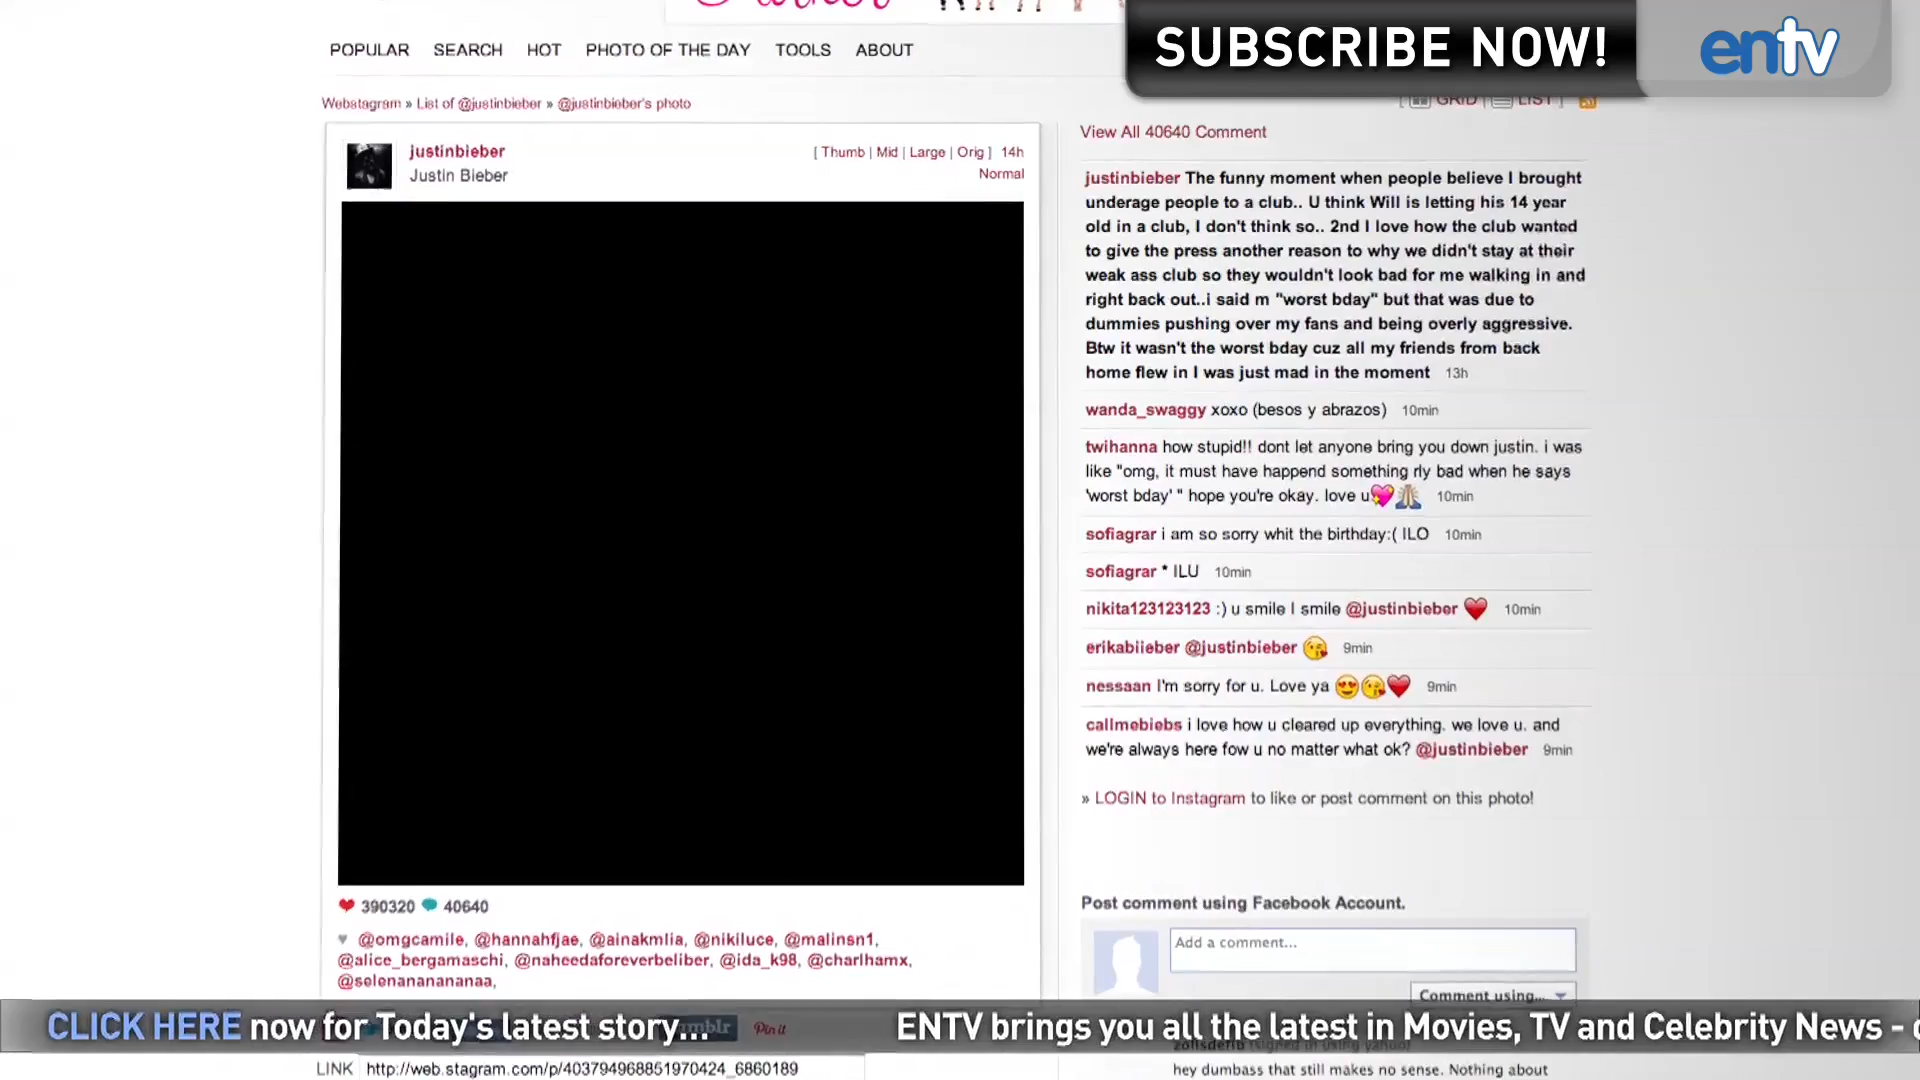 SUBSCRIBE NOW!
entv
POPULAR SEARCH HOT PHOTO OF THE DAY TOOLS ABOUT
Webstagram » List of @justinbieber » @justinbieber's photo
[ GRID | LIST ]
justinbieber
Justin Bieber
[ Thumb | Mid | Large | Orig ] 14h
Normal
390320 40640
@omgcamile, @hannahfjae, @ainakmlia, @nikiluce, @malinsn1,
@alice_bergamaschi, @naheedaforeverbeliber, @ida_k98, @charlhamx,
@selenanananaanaa,
View All 40640 Comment
justinbieber The funny moment when people believe I brought
underage people to a club.. U think Will is letting his 14 year
old in a club, I don't think so.. 2nd I love how the club wanted
to give the press another reason to why we didn't stay at their
weak ass club so they wouldn't look bad for me walking in and
right back out..i said m "worst bday" but that was due to
dummies pushing over my fans and being overly aggressive.
Btw it wasn't the worst bday cuz all my friends from back
home flew in I was just mad in the moment 13h
wanda_swaggy xoxo (besos y abrazos) 10min
twihanna how stupid!! dont let anyone bring you down justin. i was
like "omg, it must have happend something rly bad when he says
'worst bday' " hope you're okay. love u💖🙏 10min
sofiagrar i am so sorry whit the birthday:( ILO 10min
sofiagrar * ILU 10min
nikita123123123 :) u smile I smile @justinbieber ❤ 10min
erikabiieber @justinbieber 😘 9min
nessaan I'm sorry for u. Love ya 😍😘❤ 9min
callmebiebs i love how u cleared up everything. we love u. and
we're always here fow u no matter what ok? @justinbieber 9min
» LOGIN to Instagram to like or post comment on this photo!
Post comment using Facebook Account.
Add a comment...
Comment using...
CLICK HERE now for Today's latest story...
Pin it
ENTV brings you all the latest in Movies, TV and Celebrity News -
LINK http://web.stagram.com/p/403794968851970424_6860189
hey dumbass that still makes no sense. Nothing about